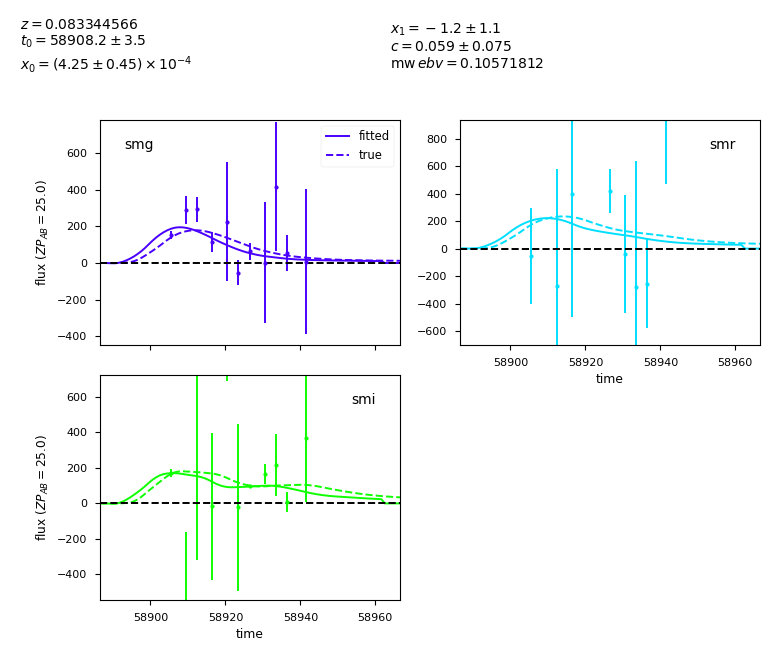 z = 0.083344566
t₀ = 58908.2 ± 3.5
x₀ = (4.25 ± 0.45) × 10⁻⁴
x₁ = −1.2 ± 1.1
c = 0.059 ± 0.075
mw ebv = 0.10571812
smg
fitted
true
600
400
200
0
−200
−400
flux (ZP_AB = 25.0)
smr
800
600
400
200
0
−200
−400
−600
58900 58920 58940 58960
time
smi
600
400
200
0
−200
−400
flux (ZP_AB = 25.0)
58900 58920 58940 58960
time